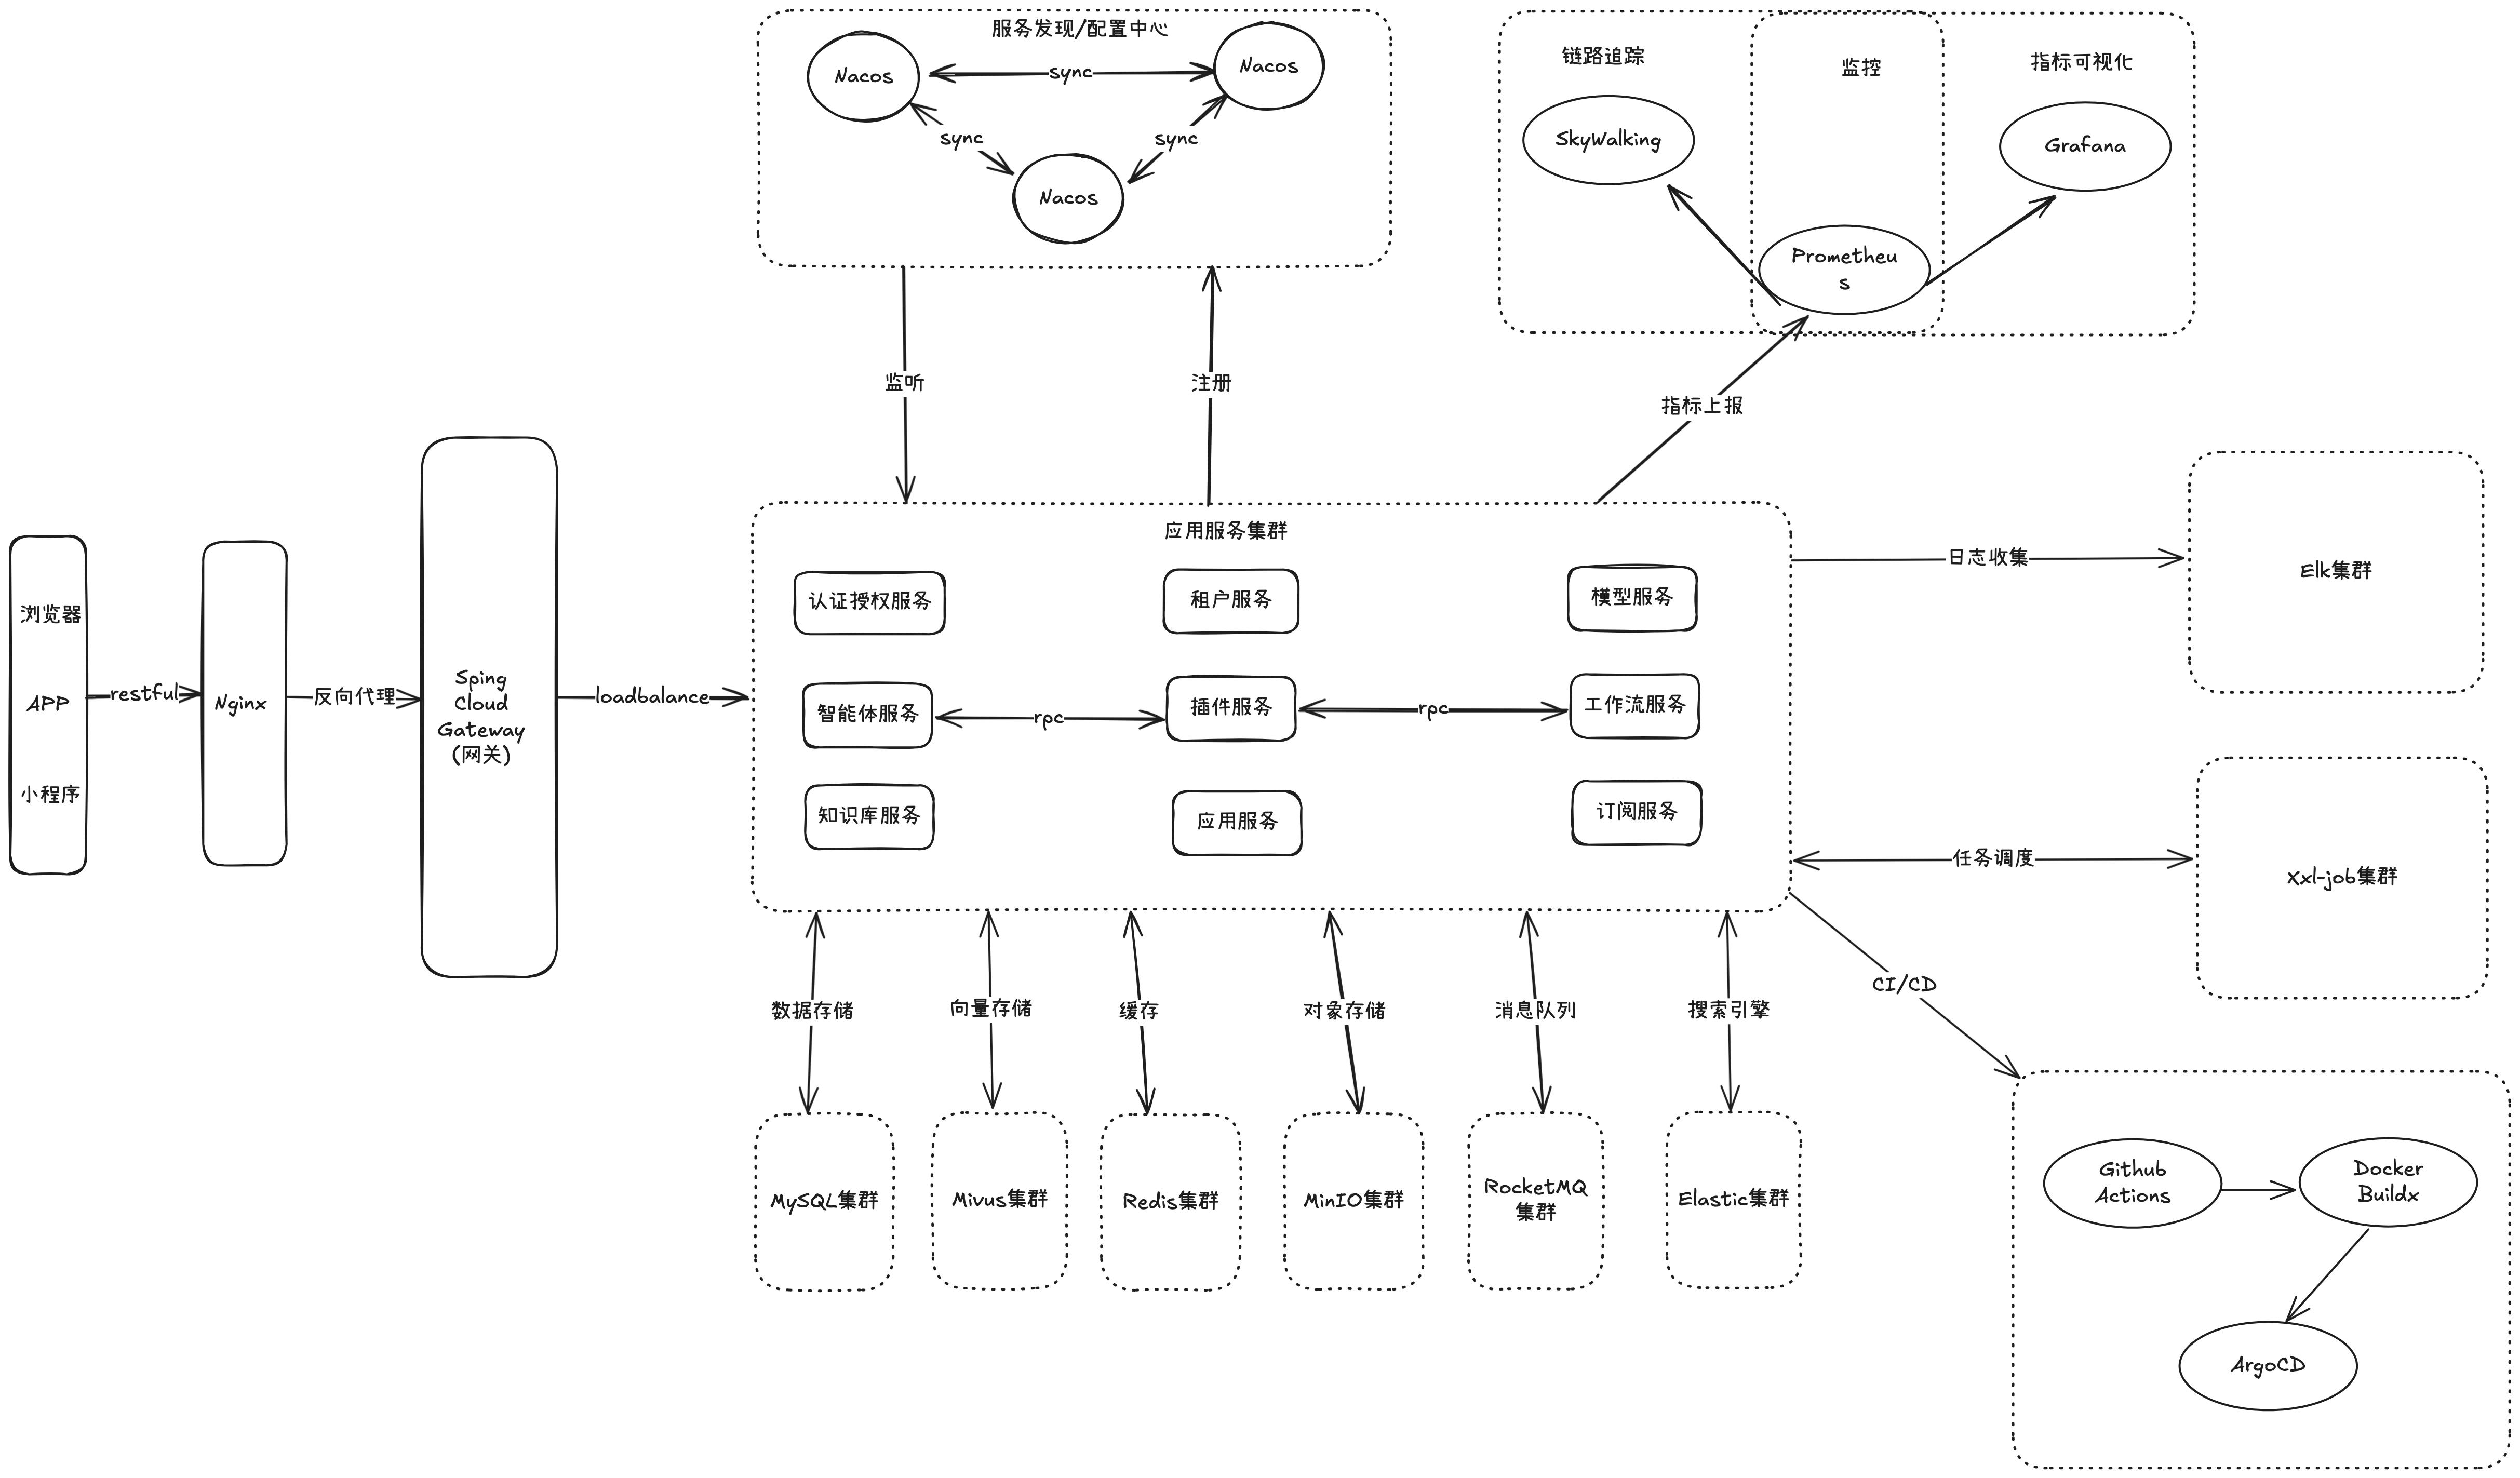 服务发现/配置中心
Nacos
sync
Nacos
sync
sync
Nacos
链路追踪
监控
指标可视化
SkyWalking
Grafana
Prometheu
s
监听
注册
指标上报
浏览器
APP
小程序
restful
Nginx
反向代理
Sping
Cloud
Gateway
(网关)
loadbalance
应用服务集群
认证授权服务
租户服务
模型服务
智能体服务
rpc
插件服务
rpc
工作流服务
知识库服务
应用服务
订阅服务
日志收集
Elk集群
任务调度
Xxl-job集群
CI/CD
数据存储
向量存储
缓存
对象存储
消息队列
搜索引擎
MySQL集群
Mivus集群
Redis集群
MinIO集群
RocketMQ
集群
Elastic集群
Github
Actions
Docker
Buildx
ArgoCD